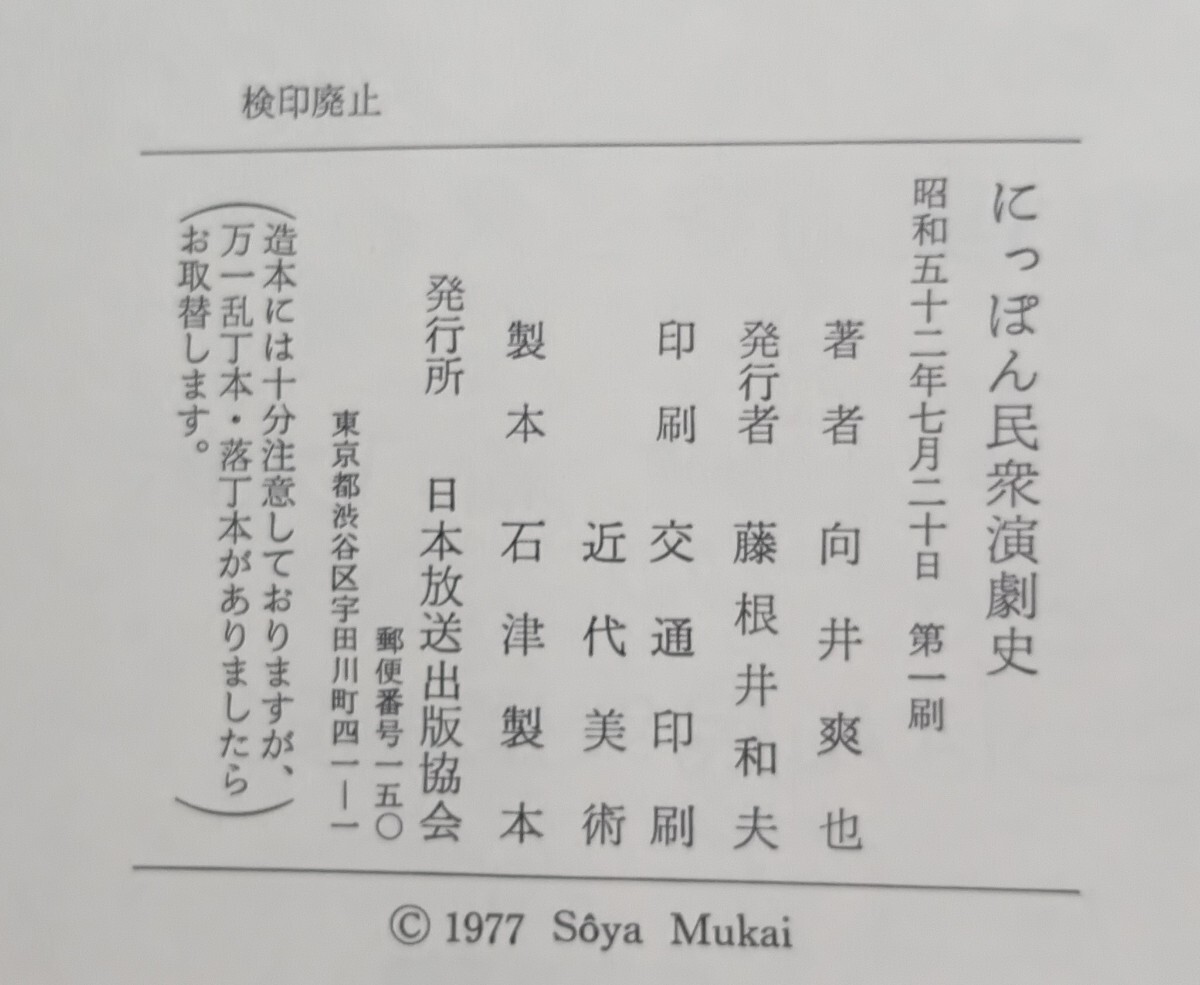 検印廃止
にっぽん民衆演劇史
昭和五十二年七月二十日 第一刷
著者 向井爽也
発行者 藤根井和夫
印刷 交通印刷
近代美術
製本 石津製本
発行所 日本放送出版協会
郵便番号一五〇
東京都渋谷区宇田川町四一―一
(造本には十分注意しておりますが、
万一乱丁本・落丁本がありましたら
お取替します。)
© 1977 Sôya Mukai